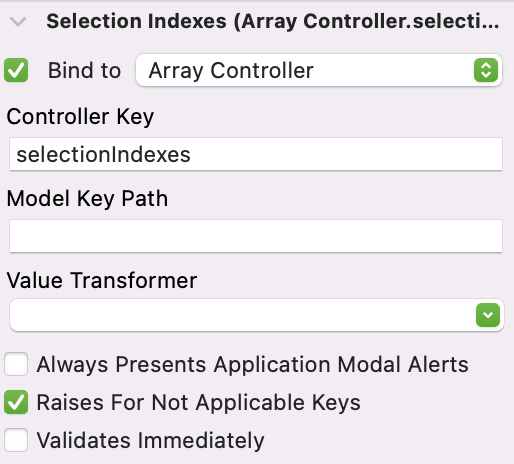 Selection Indexes (Array Controller.selecti...
Bind to Array Controller
Controller Key
selectionIndexes
Model Key Path
Value Transformer
Always Presents Application Modal Alerts
Raises For Not Applicable Keys
Validates Immediately